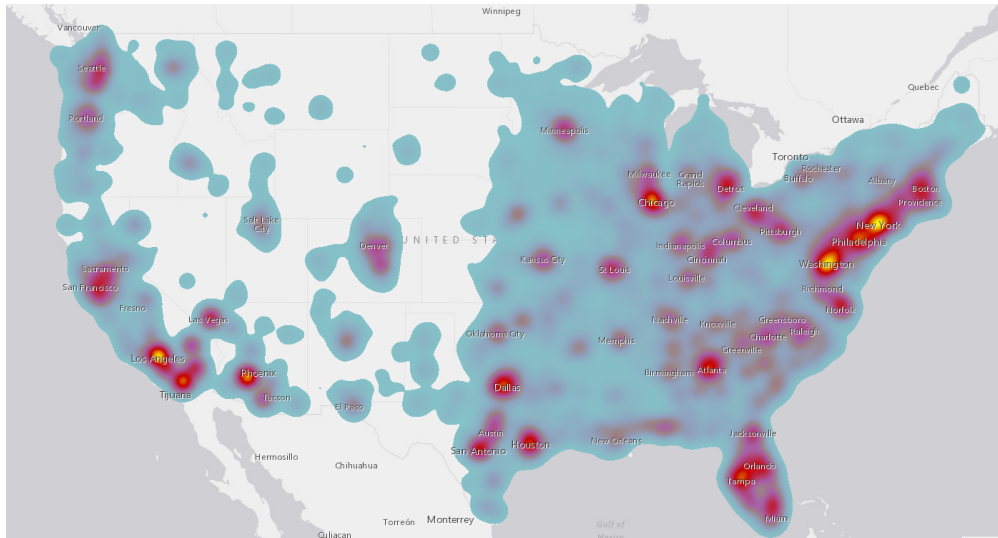 Winnipeg
Vancouver
Seattle
Quebec
Portland
Ottawa
Minneapolis
Toronto
Rochester
Buffalo
Albany
Milwaukee
Grand
Rapids
Detroit
Boston
Chicago
Providence
Cleveland
Salt Lake
City
New York
Pittsburgh
Denver
UNITED STA
Indianapolis
Columbus
Philadelphia
Kansas City
Cincinnati
Sacramento
St Louis
Washington
Louisville
San Francisco
Richmond
Fresno
Norfolk
Las Vegas
Nashville
Knoxville
Greensboro
Oklahoma City
Raleigh
Memphis
Charlotte
Greenville
Los Angeles
Phoenix
Birmingham
Atlanta
Dallas
Tijuana
Tucson
El Paso
Austin
Jacksonville
New Orleans
Houston
San Antonio
Hermosillo
Chihuahua
Orlando
Tampa
Torreón
Monterrey
Miami
Gulf of
Culiacan